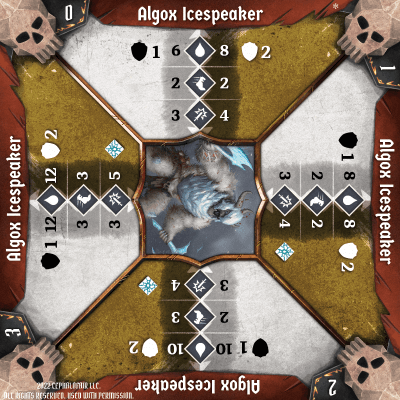 0
Algox Icespeaker
1 6 8 2
2 2
3 4
1
Algox Icespeaker
1 8 8 2
2 2
3 4
2
Algox Icespeaker
1 10 10 2
2 3
3 4
3
Algox Icespeaker
1 12 12 2
3 3
3 5
2022 CEPHALOFAIR LLC.
ALL RIGHTS RESERVED. USED WITH PERMISSION.